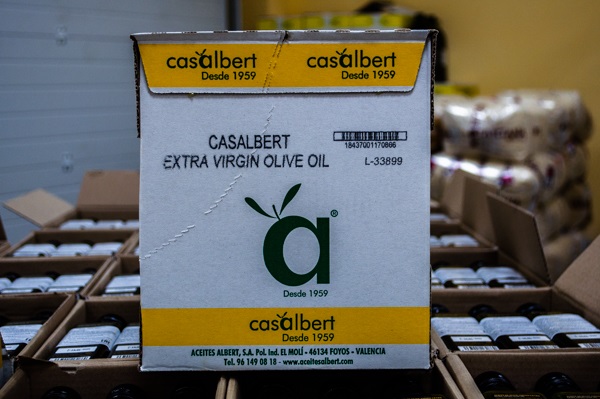 casalbert
Desde 1959
casalbert
Desde 1959
CASALBERT
EXTRA VIRGIN OLIVE OIL
18437001170866
L-33899
a®
Desde 1959
casalbert
Desde 1959
ACEITES ALBERT, S.A. Pol. Ind. EL MOLÍ - 46134 FOYOS - VALENCIA
Tel. 96 149 08 18 - www.aceitesalbert.com